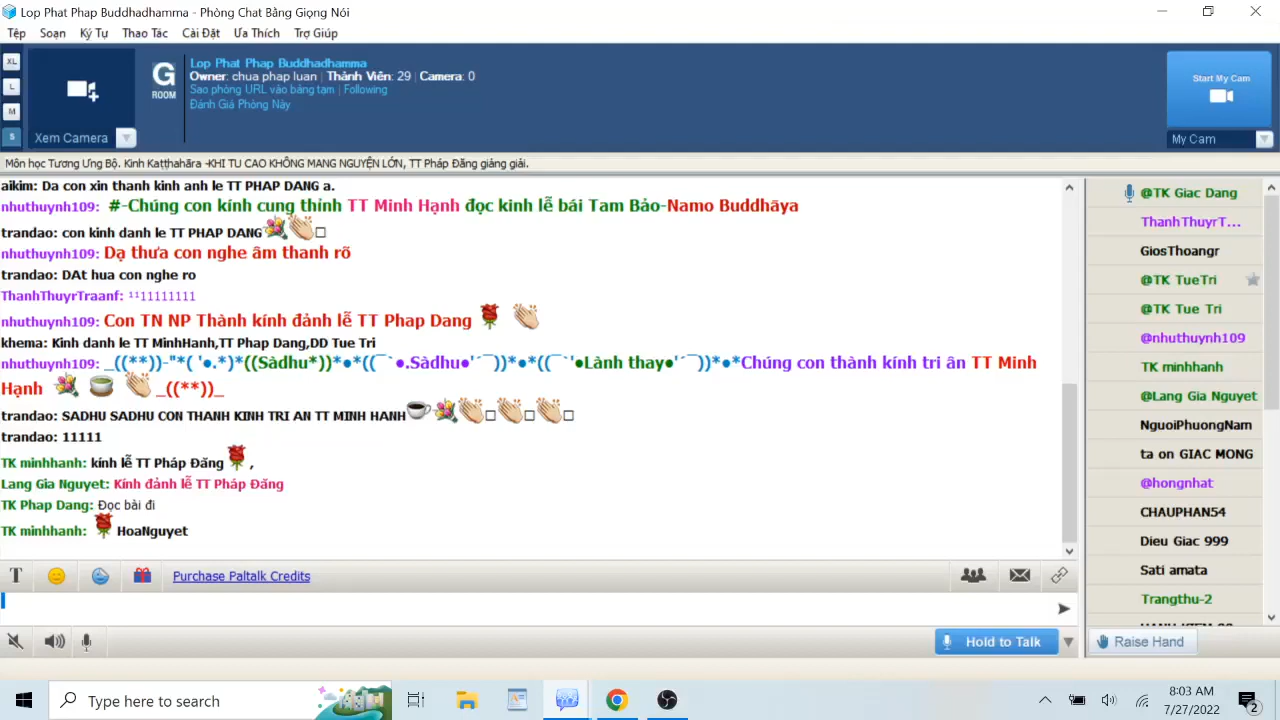 Lop Phat Phap Buddhadhamma - Phòng Chat Bằng Giọng Nói
Tệp Soạn Ký Tự Thao Tác Cài Đặt Ưa Thích Trợ Giúp
XL
L
M
S
Xem Camera
G
ROOM
Lop Phat Phap Buddhadhamma
Owner: chua phap luan | Thành Viên: 29 | Camera: 0
Sao phòng URL vào bảng tạm | Following
Đánh Giá Phòng Này
Start My Cam
My Cam
Môn học Tương Ưng Bộ. Kinh Kaṭṭhahāra -KHI TU CAO KHÔNG MANG NGUYỆN LỚN, TT Pháp Đăng giảng giải.
aikim: Da con xin thanh kinh anh le TT PHAP DANG a.
nhuthuynh109: #-Chúng con kính cung thỉnh TT Minh Hạnh đọc kinh lễ bái Tam Bảo-Namo Buddhāya
trandao: con kinh danh le TT PHAP DANG
nhuthuynh109: Dạ thưa con nghe âm thanh rõ
trandao: DAt hua con nghe ro
ThanhThuyrTraanf: ¹¹11111111
nhuthuynh109: Con TN NP Thành kính đảnh lễ TT Phap Dang
khema: Kinh danh le TT MinhHanh,TT Phap Dang,DD Tue Tri
nhuthuynh109: _((**))-"*( '●.*)*((Sàdhu*))*●*((¯`●.Sàdhu●'´¯))*●*((¯`'●Lành thay●'´¯))*●*Chúng con thành kính tri ân TT Minh
Hạnh _((**))_
trandao: SADHU SADHU CON THANH KINH TRI AN TT MINH HANH
trandao: 11111
TK minhhanh: kính lễ TT Pháp Đăng ,
Lang Gia Nguyet: Kính đảnh lễ TT Pháp Đăng
TK Phap Dang: Đọc bài đi
TK minhhanh: HoaNguyet
@TK Giac Dang
ThanhThuyrT...
GiosThoangr
@TK TueTri
@TK Tue Tri
@nhuthuynh109
TK minhhanh
@Lang Gia Nguyet
NguoiPhuongNam
ta on GIAC MONG
@hongnhat
CHAUPHAN54
Dieu Giac 999
Sati amata
Trangthu-2
T Purchase Paltalk Credits
Hold to Talk
Raise Hand
Type here to search
8:03 AM
7/27/2022
2